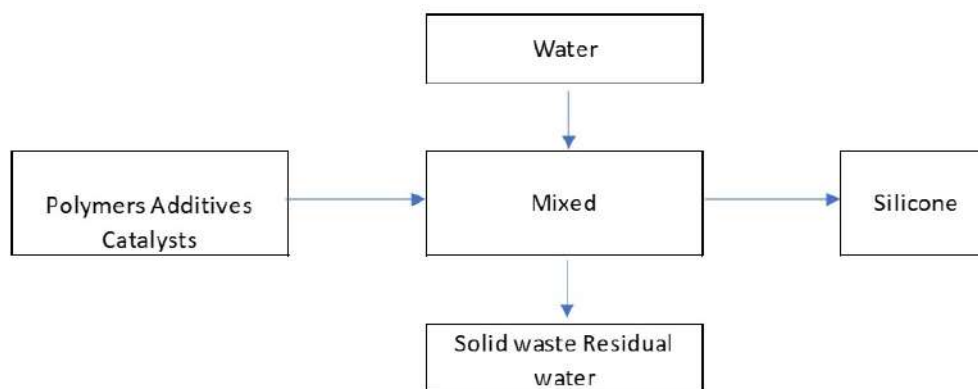 Water
Polymers Additives
Catalysts
Mixed
Silicone
Solid waste Residual
water